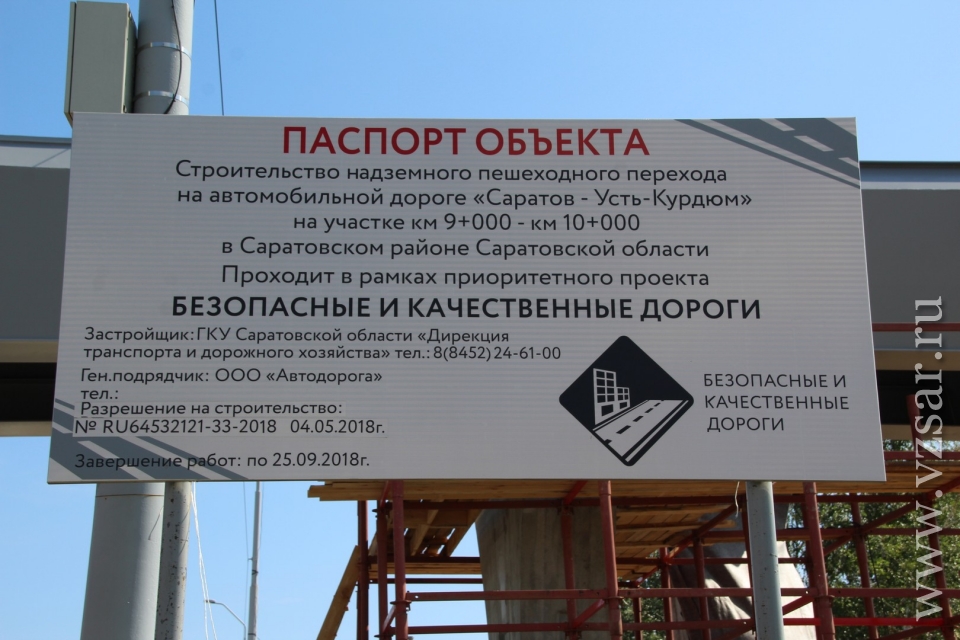 ПАСПОРТ ОБЪЕКТА
Строительство надземного пешеходного перехода
на автомобильной дороге «Саратов - Усть-Курдюм»
на участке км 9+000 - км 10+000
в Саратовском районе Саратовской области
Проходит в рамках приоритетного проекта
БЕЗОПАСНЫЕ И КАЧЕСТВЕННЫЕ ДОРОГИ
Застройщик: ГКУ Саратовской области «Дирекция
транспорта и дорожного хозяйства» тел.: 8(8452)24-61-00
Ген.подрядчик: ООО «Автодорога»
тел.:
Разрешение на строительство:
№ RU64532121-33-2018 04.05.2018г.
Завершение работ: по 25.09.2018г.
БЕЗОПАСНЫЕ И
КАЧЕСТВЕННЫЕ
ДОРОГИ
www.vzsar.ru